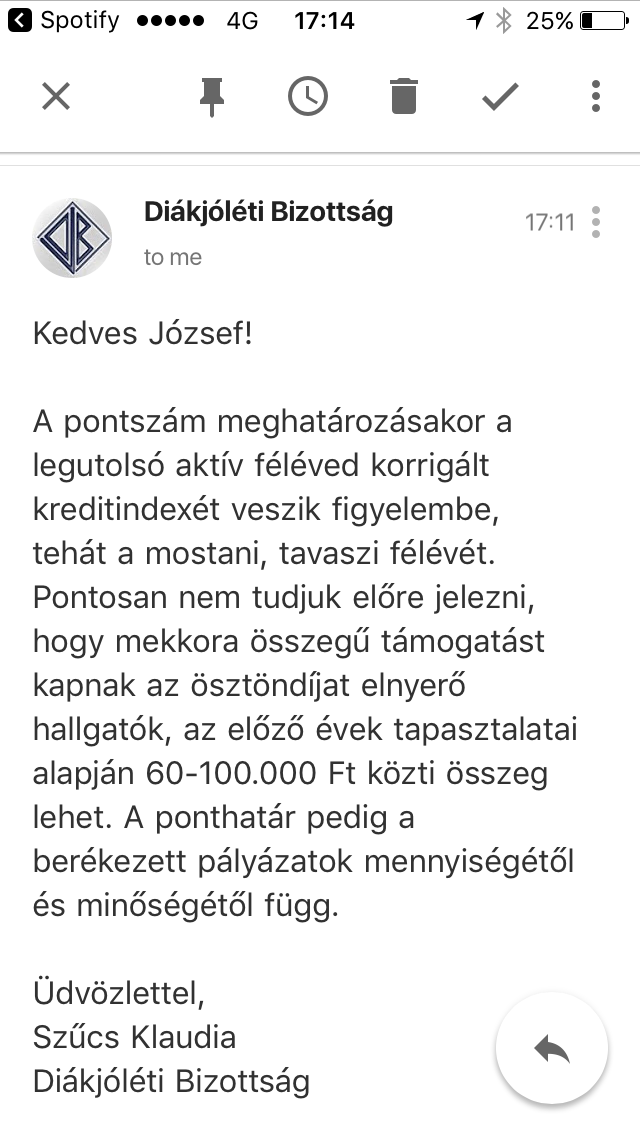 Spotify 4G 17:14 25%
Diákjóléti Bizottság
17:11
to me
Kedves József!
A pontszám meghatározásakor a
legutolsó aktív féléved korrigált
kreditindexét veszik figyelembe,
tehát a mostani, tavaszi félévét.
Pontosan nem tudjuk előre jelezni,
hogy mekkora összegű támogatást
kapnak az ösztöndíjat elnyerő
hallgatók, az előző évek tapasztalatai
alapján 60-100.000 Ft közti összeg
lehet. A ponthatár pedig a
berékezett pályázatok mennyiségétől
és minőségétől függ.
Üdvözlettel,
Szűcs Klaudia
Diákjóléti Bizottság